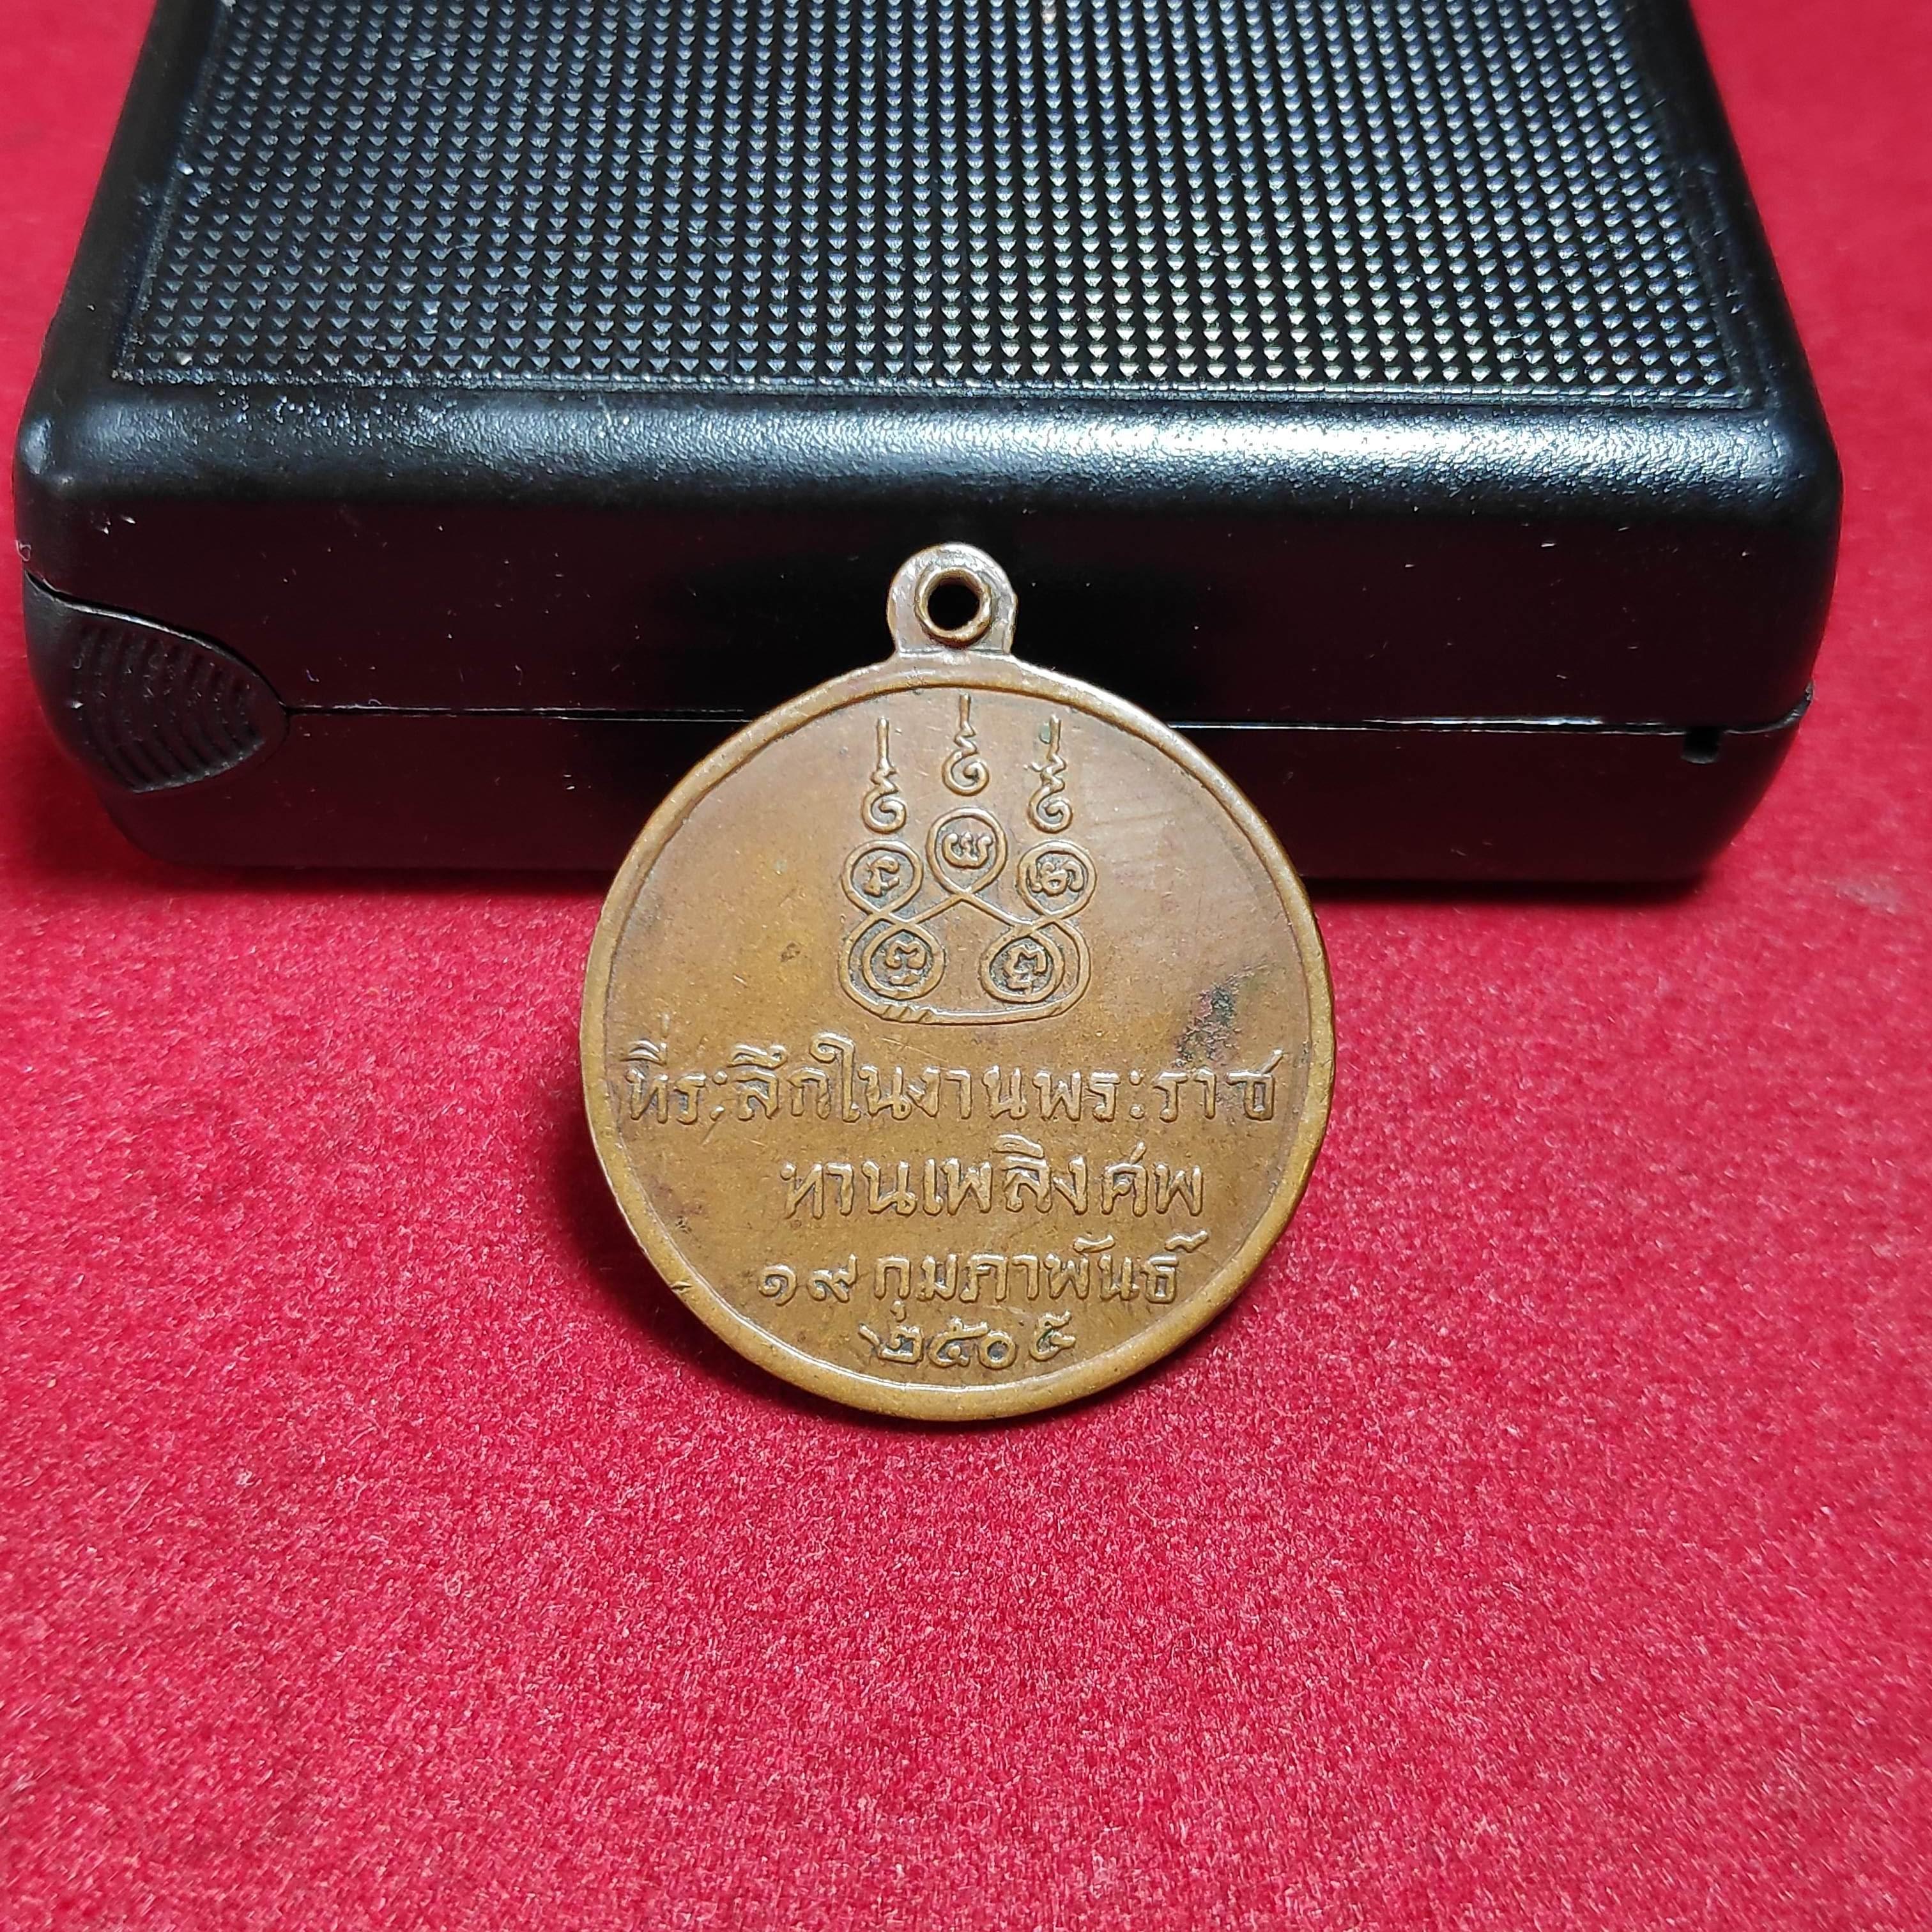 ที่ระลึกในงานพระราช
ทานเพลิงศพ
๑๙ กุมภาพันธ์
๒๕๐๕